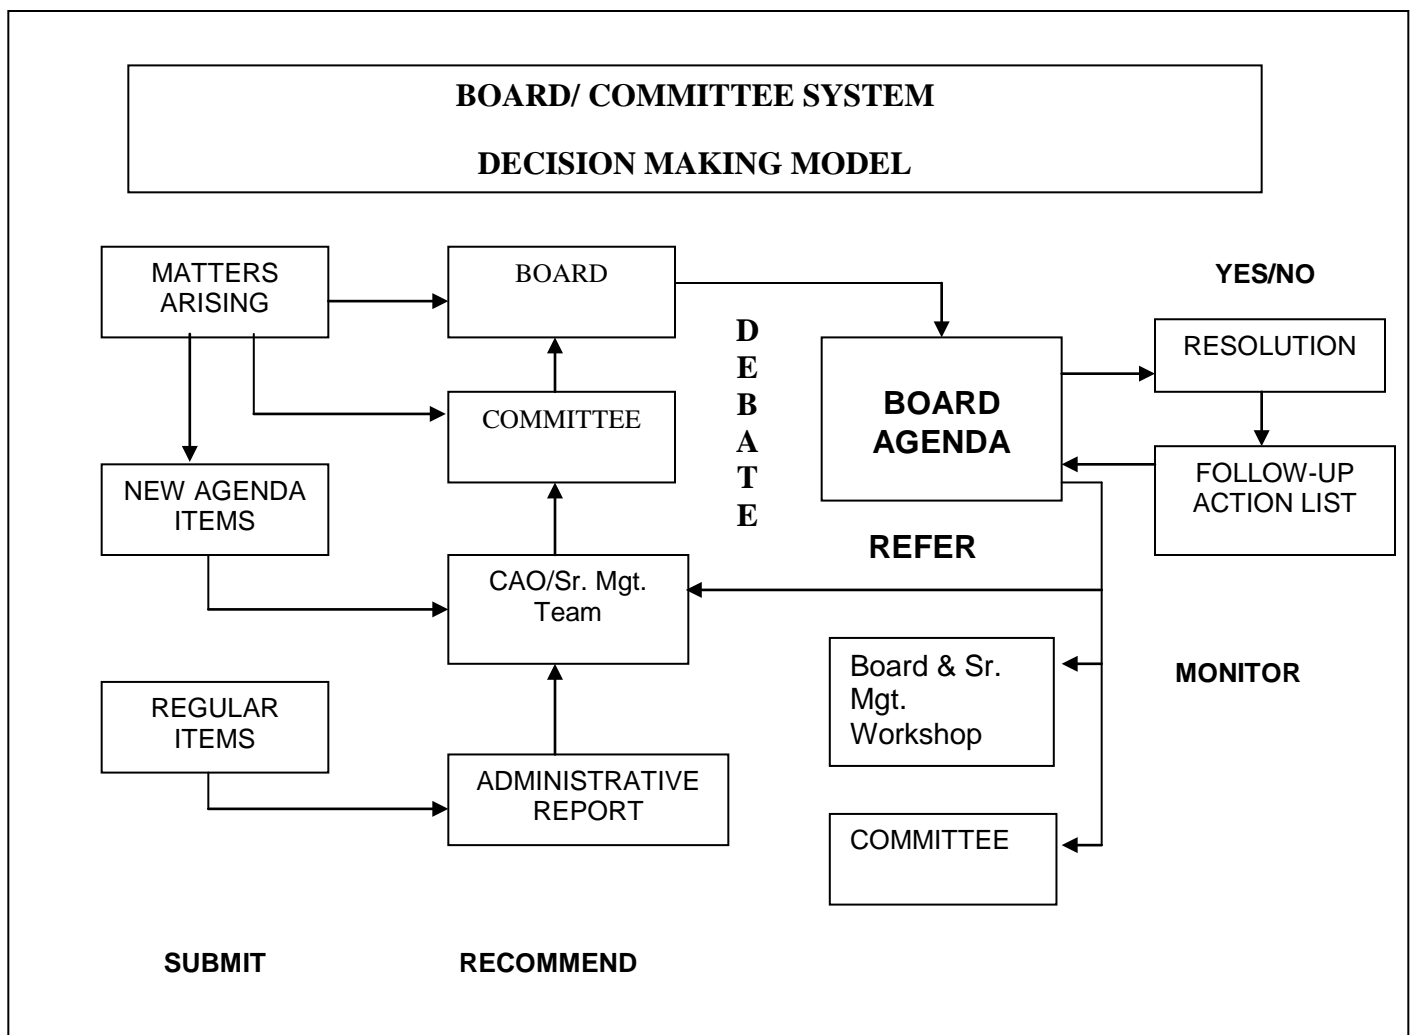 BOARD/ COMMITTEE SYSTEM
DECISION MAKING MODEL
MATTERS
ARISING
BOARD
YES/NO
RESOLUTION
D
E
B
A
T
E
BOARD
AGENDA
COMMITTEE
FOLLOW-UP
ACTION LIST
NEW AGENDA
ITEMS
REFER
CAO/Sr. Mgt.
Team
Board & Sr.
Mgt.
Workshop
MONITOR
REGULAR
ITEMS
ADMINISTRATIVE
REPORT
COMMITTEE
SUBMIT
RECOMMEND